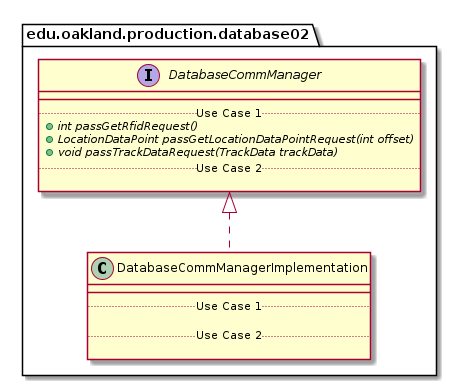 edu.oakland.production.database02
I DatabaseCommManager
Use Case 1
int passGetRfidRequest()
LocationDataPoint passGetLocationDataPointRequest(int offset)
void passTrackDataRequest(TrackData trackData)
Use Case 2
C DatabaseCommManagerImplementation
Use Case 1
Use Case 2